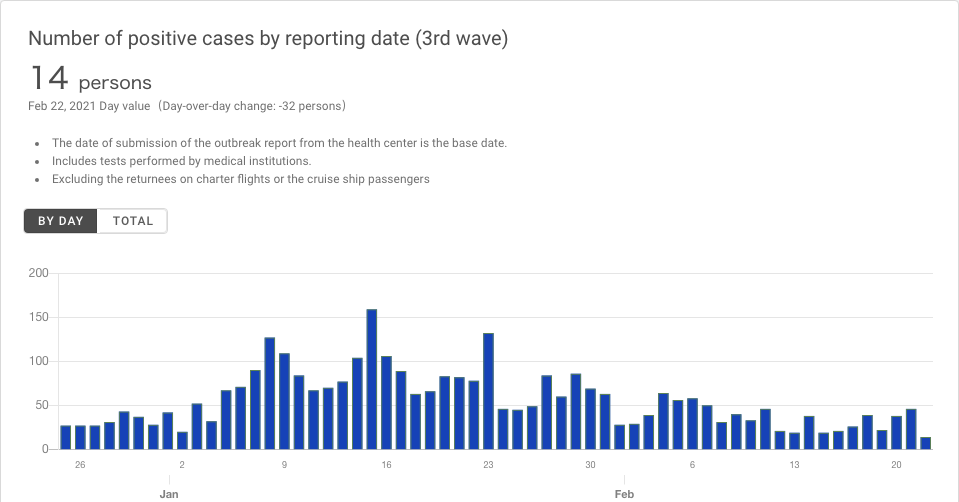 Number of positive cases by reporting date (3rd wave)
14 persons
Feb 22, 2021 Day value（Day-over-day change: -32 persons）
• The date of submission of the outbreak report from the health center is the base date.
• Includes tests performed by medical institutions.
• Excluding the returnees on charter flights or the cruise ship passengers
BY DAY TOTAL
200
150
100
50
0
26 2 9 16 23 30 6 13 20
Jan Feb